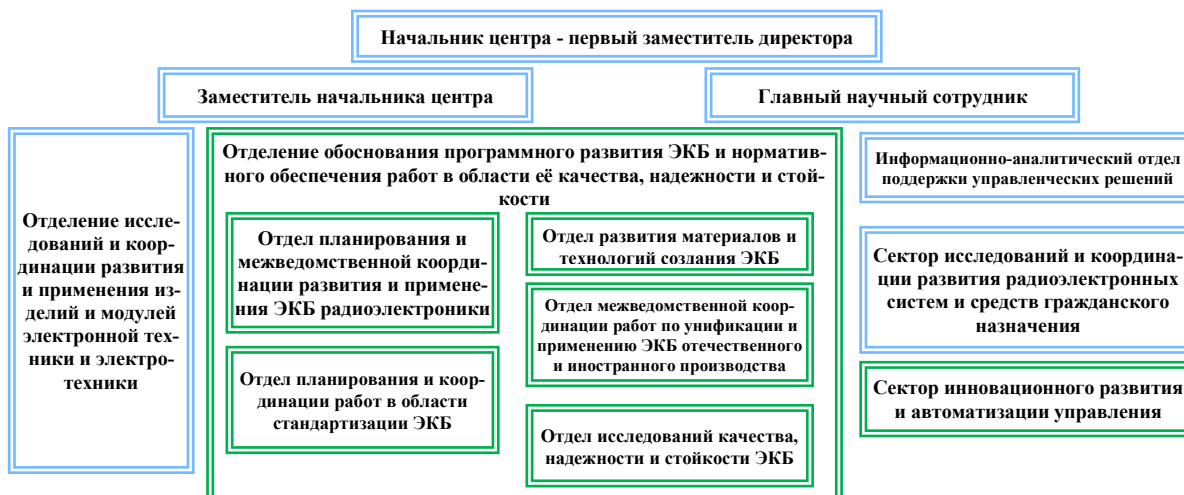 Начальник центра - первый заместитель директора
Заместитель начальника центра
Главный научный сотрудник
Отделение иссле-
дований и коор-
динации развития
и применения из-
делий и модулей
электронной тех-
ники и электро-
техники
Отделение обоснования программного развития ЭКБ и норматив-
ного обеспечения работ в области её качества, надежности и стой-
кости
Отдел планирования и
межведомственной коорди-
нации развития и примене-
ния ЭКБ радиоэлектроники
Отдел планирования и коор-
динации работ в области
стандартизации ЭКБ
Отдел развития материалов и
технологий создания ЭКБ
Отдел межведомственной коор-
динации работ по унификации и
применению ЭКБ отечественного
и иностранного производства
Отдел исследований качества,
надежности и стойкости ЭКБ
Информационно-аналитический отдел
поддержки управленческих решений
Сектор исследований и координа-
ции развития радиоэлектронных
систем и средств гражданского
назначения
Сектор инновационного развития
и автоматизации управления